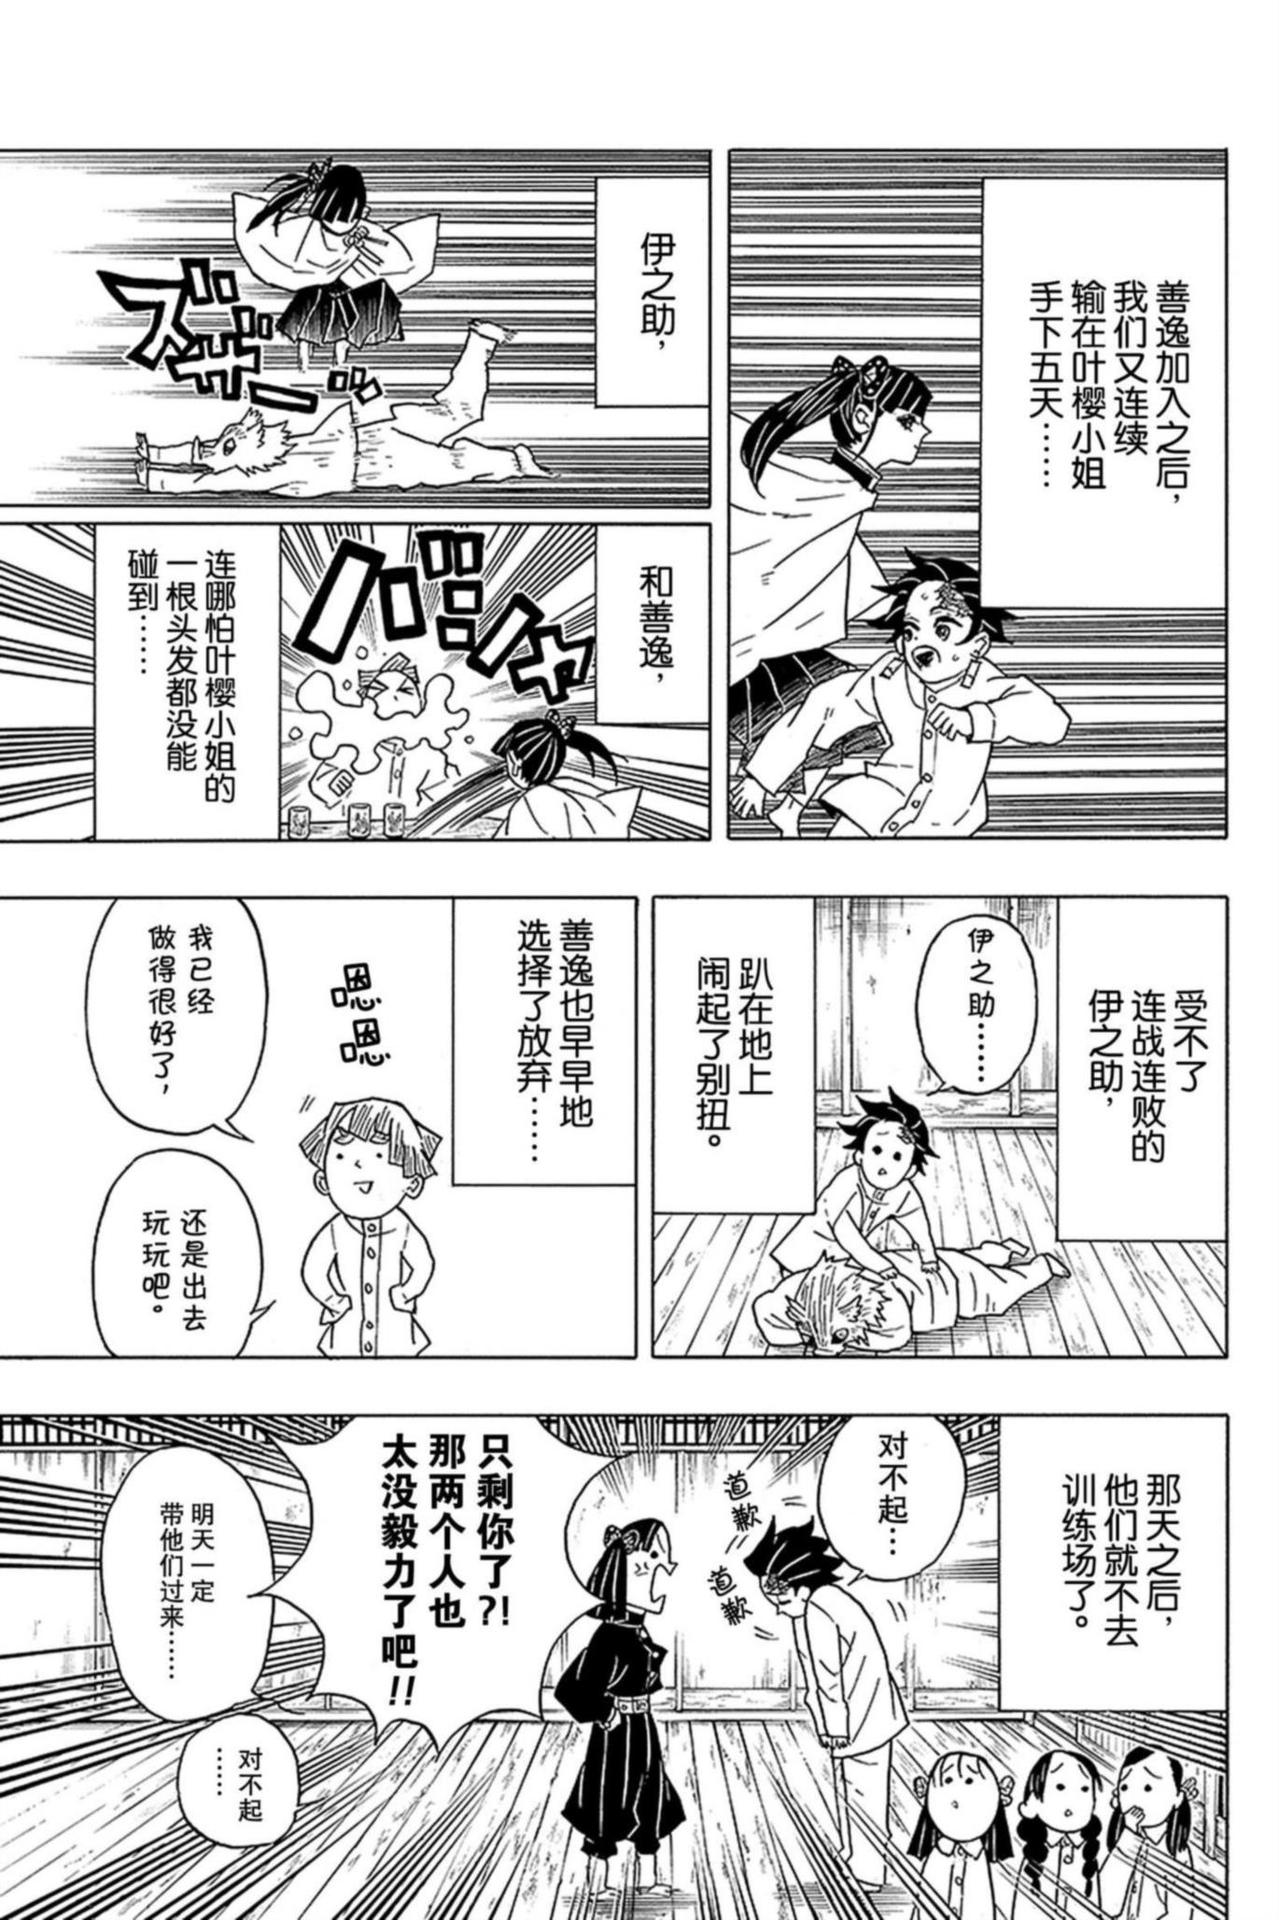 善逸加入之后，
我们又连续
输在叶樱小姐
手下五天……
伊之助，
ズザザー
和善逸，
バシャ
连哪怕叶樱小姐的
一根头发都没能
碰到……
受不了
连战连败的
伊之助，
伊之助……
趴在地上
闹起了别扭。
善逸也早早地
选择了放弃……
嗯嗯
我已经
做得很好了，
还是出去
玩玩吧。
那天之后，
他们就不去
训练场了。
对不起…
道歉
道歉
只剩你了?!
那两个人也
太没毅力了吧!!
明天一定
带他们过来……
对不起
……